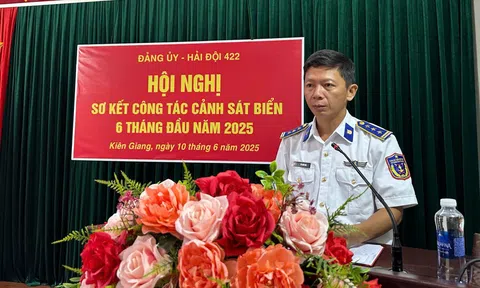 ĐẢNG ỦY - HẢI ĐỘI 422
HỘI NGHỊ
SƠ KẾT CÔNG TÁC CẢNH SÁT BIỂN
6 THÁNG ĐẦU NĂM 2025
Kiên Giang, ngày 10 tháng 6 năm 2025